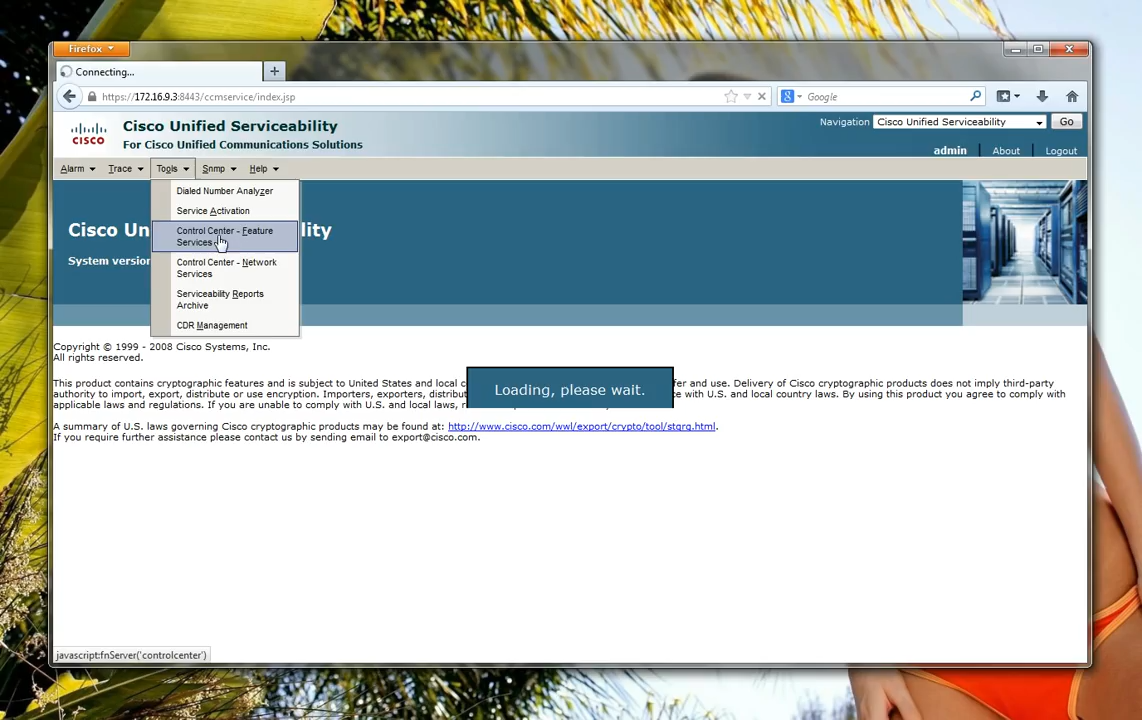 Firefox
Connecting...
https://172.16.9.3:8443/ccmservice/index.jsp
Google
CISCO
Cisco Unified Serviceability
For Cisco Unified Communications Solutions
Navigation Cisco Unified Serviceability Go
admin About Logout
Alarm Trace Tools Snmp Help
Dialed Number Analyzer
Service Activation
Control Center - Feature
Services
Control Center - Network
Services
Serviceability Reports
Archive
CDR Management
Cisco Un ility
System version
Copyright © 1999 - 2008 Cisco Systems, Inc.
All rights reserved.
Loading, please wait.
This product contains cryptographic features and is subject to United States and local c fer and use. Delivery of Cisco cryptographic products does not imply third-party
authority to import, export, distribute or use encryption. Importers, exporters, distribut ce with U.S. and local country laws. By using this product you agree to comply with
applicable laws and regulations. If you are unable to comply with U.S. and local laws, r
A summary of U.S. laws governing Cisco cryptographic products may be found at: http://www.cisco.com/wwl/export/crypto/tool/stqrg.html.
If you require further assistance please contact us by sending email to export@cisco.com.
javascript:fnServer('controlcenter')